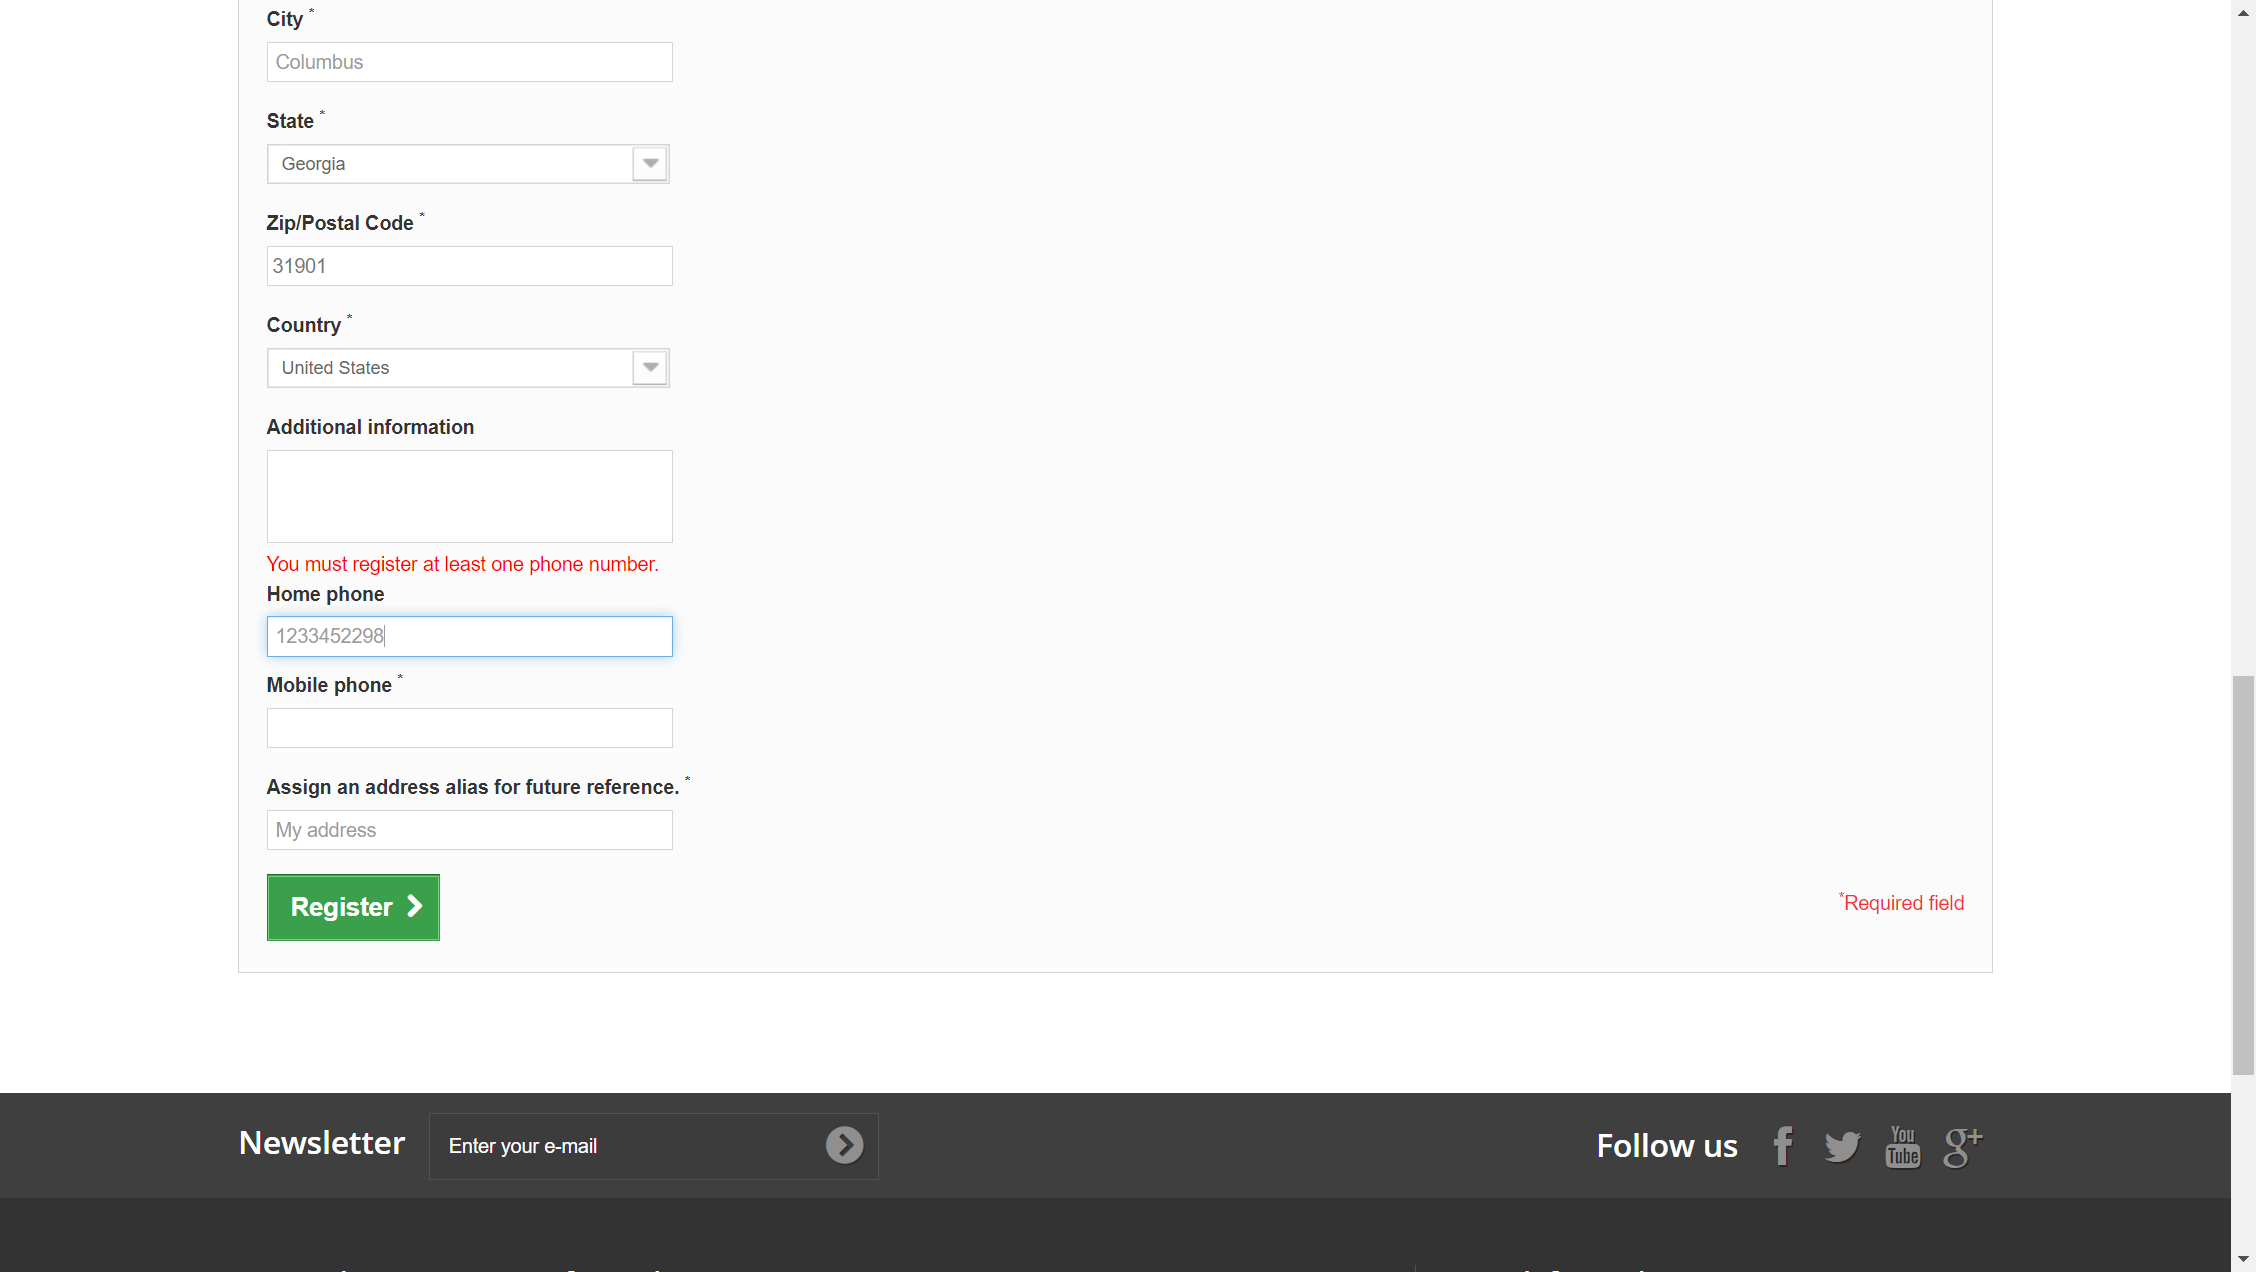 City *
Columbus
State *
Georgia
Zip/Postal Code *
31901
Country *
United States
Additional information
You must register at least one phone number.
Home phone
1233452298
Mobile phone *
Assign an address alias for future reference. *
My address
Register
*Required field
Newsletter
Enter your e-mail
Follow us
You
Tube
g+